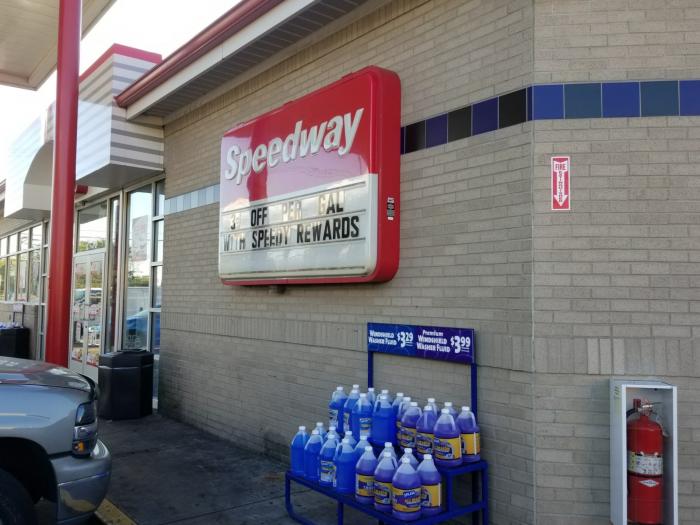 Speedway
3¢ OFF PER GAL
WITH SPEEDY REWARDS
FIRE
WINDSHIELD
WASHER FLUID
$3.29
Premium
WINDSHIELD
WASHER FLUID
$3.99